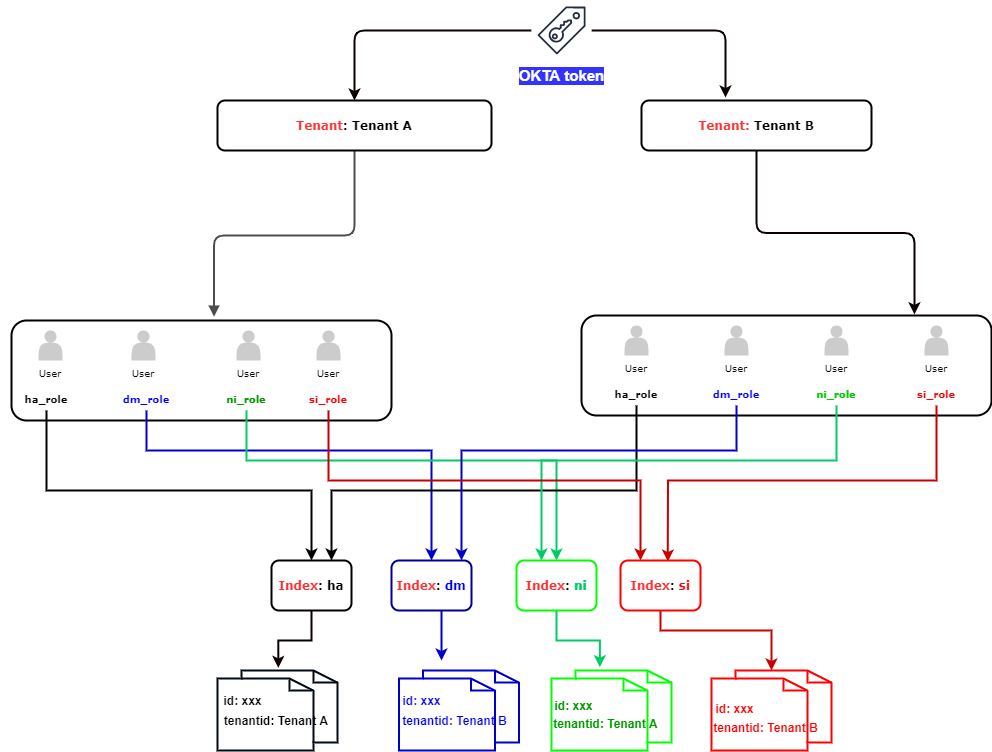 OKTA token
Tenant: Tenant A
Tenant: Tenant B
User
User
User
User
ha_role
dm_role
ni_role
si_role
User
User
User
User
ha_role
dm_role
ni_role
si_role
Index: ha
Index: dm
Index: ni
Index: si
id: xxx
tenantid: Tenant A
id: xxx
tenantid: Tenant B
id: xxx
tenantid: Tenant A
id: xxx
tenantid: Tenant B